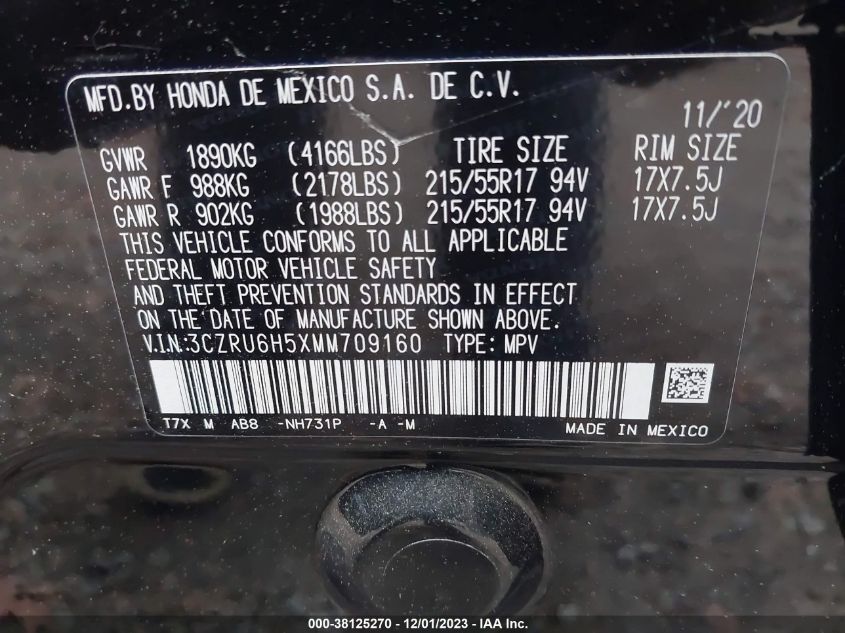 MFD.BY HONDA DE MEXICO S.A. DE C.V.
11/'20
GVWR 1890KG (4166LBS) TIRE SIZE RIM SIZE
GAWR F 988KG (2178LBS) 215/55R17 94V 17X7.5J
GAWR R 902KG (1988LBS) 215/55R17 94V 17X7.5J
THIS VEHICLE CONFORMS TO ALL APPLICABLE
FEDERAL MOTOR VEHICLE SAFETY
AND THEFT PREVENTION STANDARDS IN EFFECT
ON THE DATE OF MANUFACTURE SHOWN ABOVE.
V.I.N:3CZRU6H5XMM709160 TYPE: MPV
T7X M AB8 -NH731P -A -M MADE IN MEXICO
000-38125270 - 12/01/2023 - IAA, Inc.